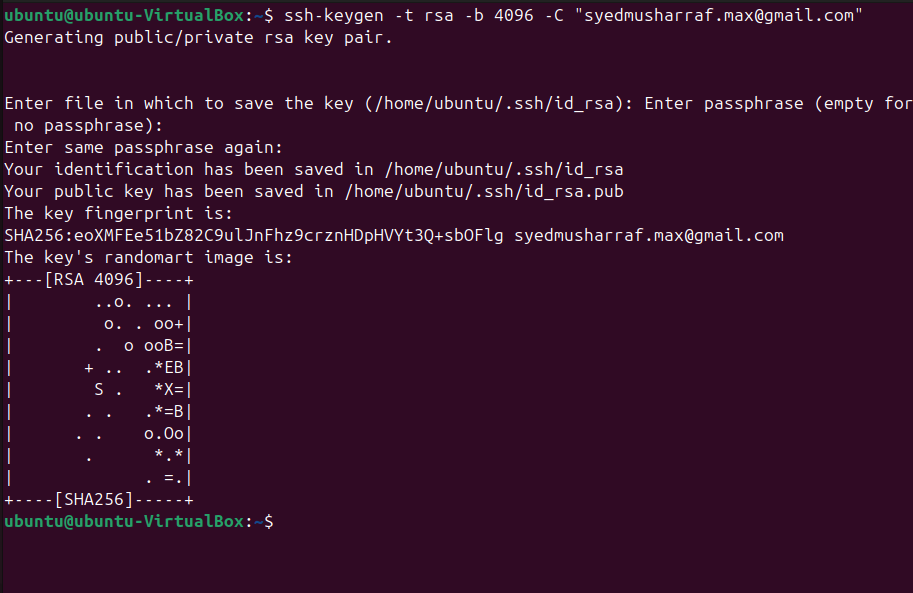 ubuntu@ubuntu-VirtualBox:~$ ssh-keygen -t rsa -b 4096 -C "syedmusharraf.max@gmail.com"
Generating public/private rsa key pair.
Enter file in which to save the key (/home/ubuntu/.ssh/id_rsa): Enter passphrase (empty for
 no passphrase):
Enter same passphrase again:
Your identification has been saved in /home/ubuntu/.ssh/id_rsa
Your public key has been saved in /home/ubuntu/.ssh/id_rsa.pub
The key fingerprint is:
SHA256:eoXMFEe51bZ82C9ulJnFhz9crznHDpHVYt3Q+sbOFlg syedmusharraf.max@gmail.com
The key's randomart image is:
+---[RSA 4096]----+
|        ..o. ... |
|         o. . oo+|
|        .  o ooB=|
|       + ..  .*EB|
|        S .   *X=|
|       . .   .*=B|
|      . .    o.Oo|
|       .      *.*|
|             . =.|
+----[SHA256]-----+
ubuntu@ubuntu-VirtualBox:~$